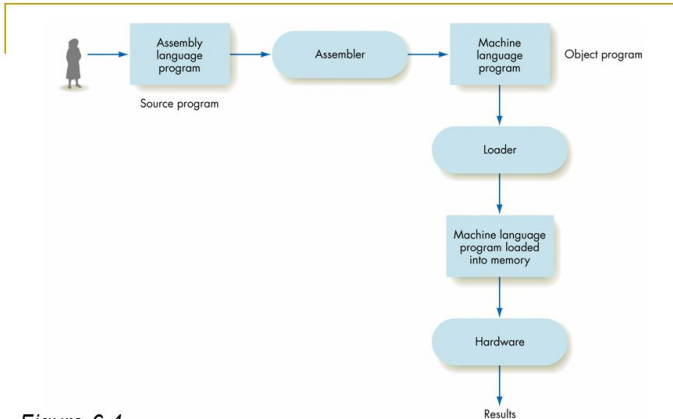 Assembly
language
program
Assembler
Machine
language
program
Object program
Source program
Loader
Machine language
program loaded
into memory
Hardware
Results